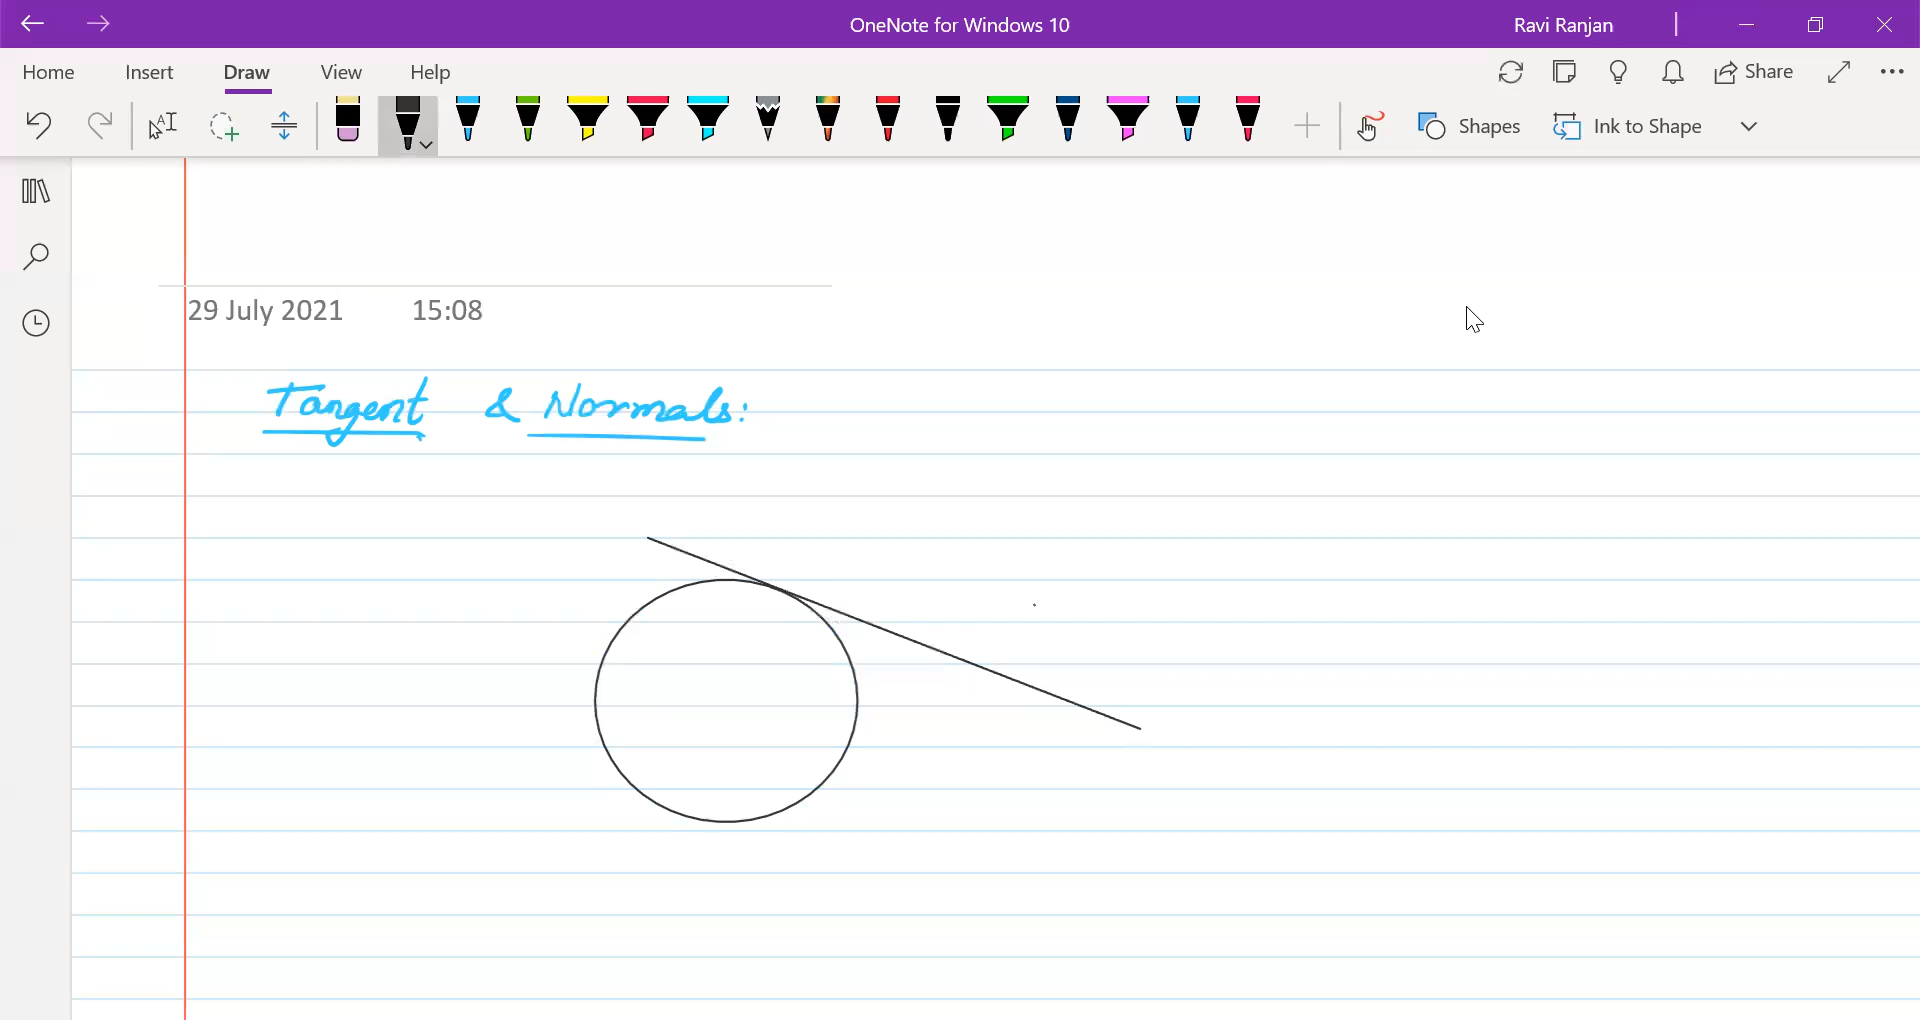 OneNote for Windows 10
Ravi Ranjan
Home Insert Draw View Help
Share
Shapes
Ink to Shape
29 July 2021 15:08
Tangent & Normals: